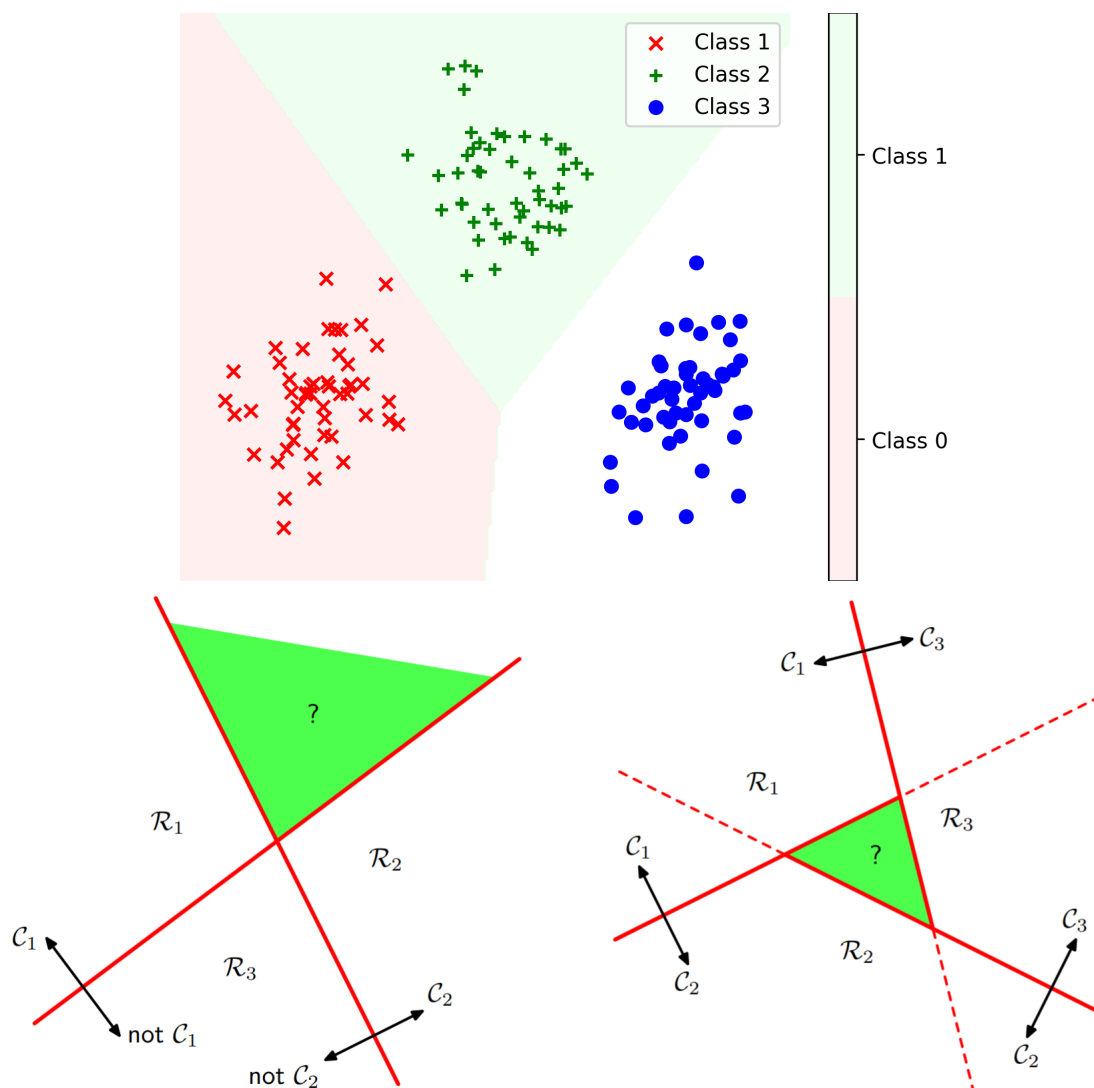 Class 1
Class 2
Class 3
Class 1
Class 0
?
R₁
R₂
R₃
C₁
not C₁
C₂
not C₂
C₁
C₃
R₁
R₃
?
C₁
C₂
R₂
C₃
C₂